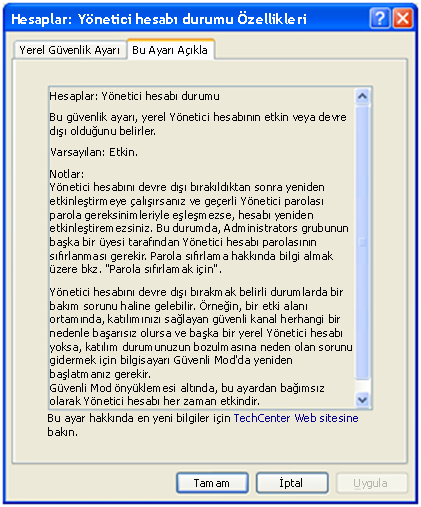 Hesaplar: Yönetici hesabı durumu Özellikleri
Yerel Güvenlik Ayarı
Bu Ayarı Açıkla
Hesaplar: Yönetici hesabı durumu
Bu güvenlik ayarı, yerel Yönetici hesabının etkin veya devre
dışı olduğunu belirler.
Varsayılan: Etkin.
Notlar:
Yönetici hesabını devre dışı bırakıldıktan sonra yeniden
etkinleştirmeye çalışırsanız ve geçerli Yönetici parolası
parola gereksinimleriyle eşleşmezse, hesabı yeniden
etkinleştiremezsiniz. Bu durumda, Administrators grubunun
başka bir üyesi tarafından Yönetici hesabı parolasının
sıfırlanması gerekir. Parola sıfırlama hakkında bilgi almak
üzere bkz. "Parola sıfırlamak için".
Yönetici hesabını devre dışı bırakmak belirli durumlarda bir
bakım sorunu haline gelebilir. Örneğin, bir etki alanı
ortamında, katılımınızı sağlayan güvenli kanal herhangi bir
nedenle başarısız olursa ve başka bir yerel Yönetici hesabı
yoksa, katılım durumunuzun bozulmasına neden olan sorunu
gidermek için bilgisayarı Güvenli Mod'da yeniden
başlatmanız gerekir.
Güvenli Mod önyüklemesi altında, bu ayardan bağımsız
olarak Yönetici hesabı her zaman etkindir.
Bu ayar hakkında en yeni bilgiler için TechCenter Web sitesine
bakın.
Tamam
İptal
Uygula